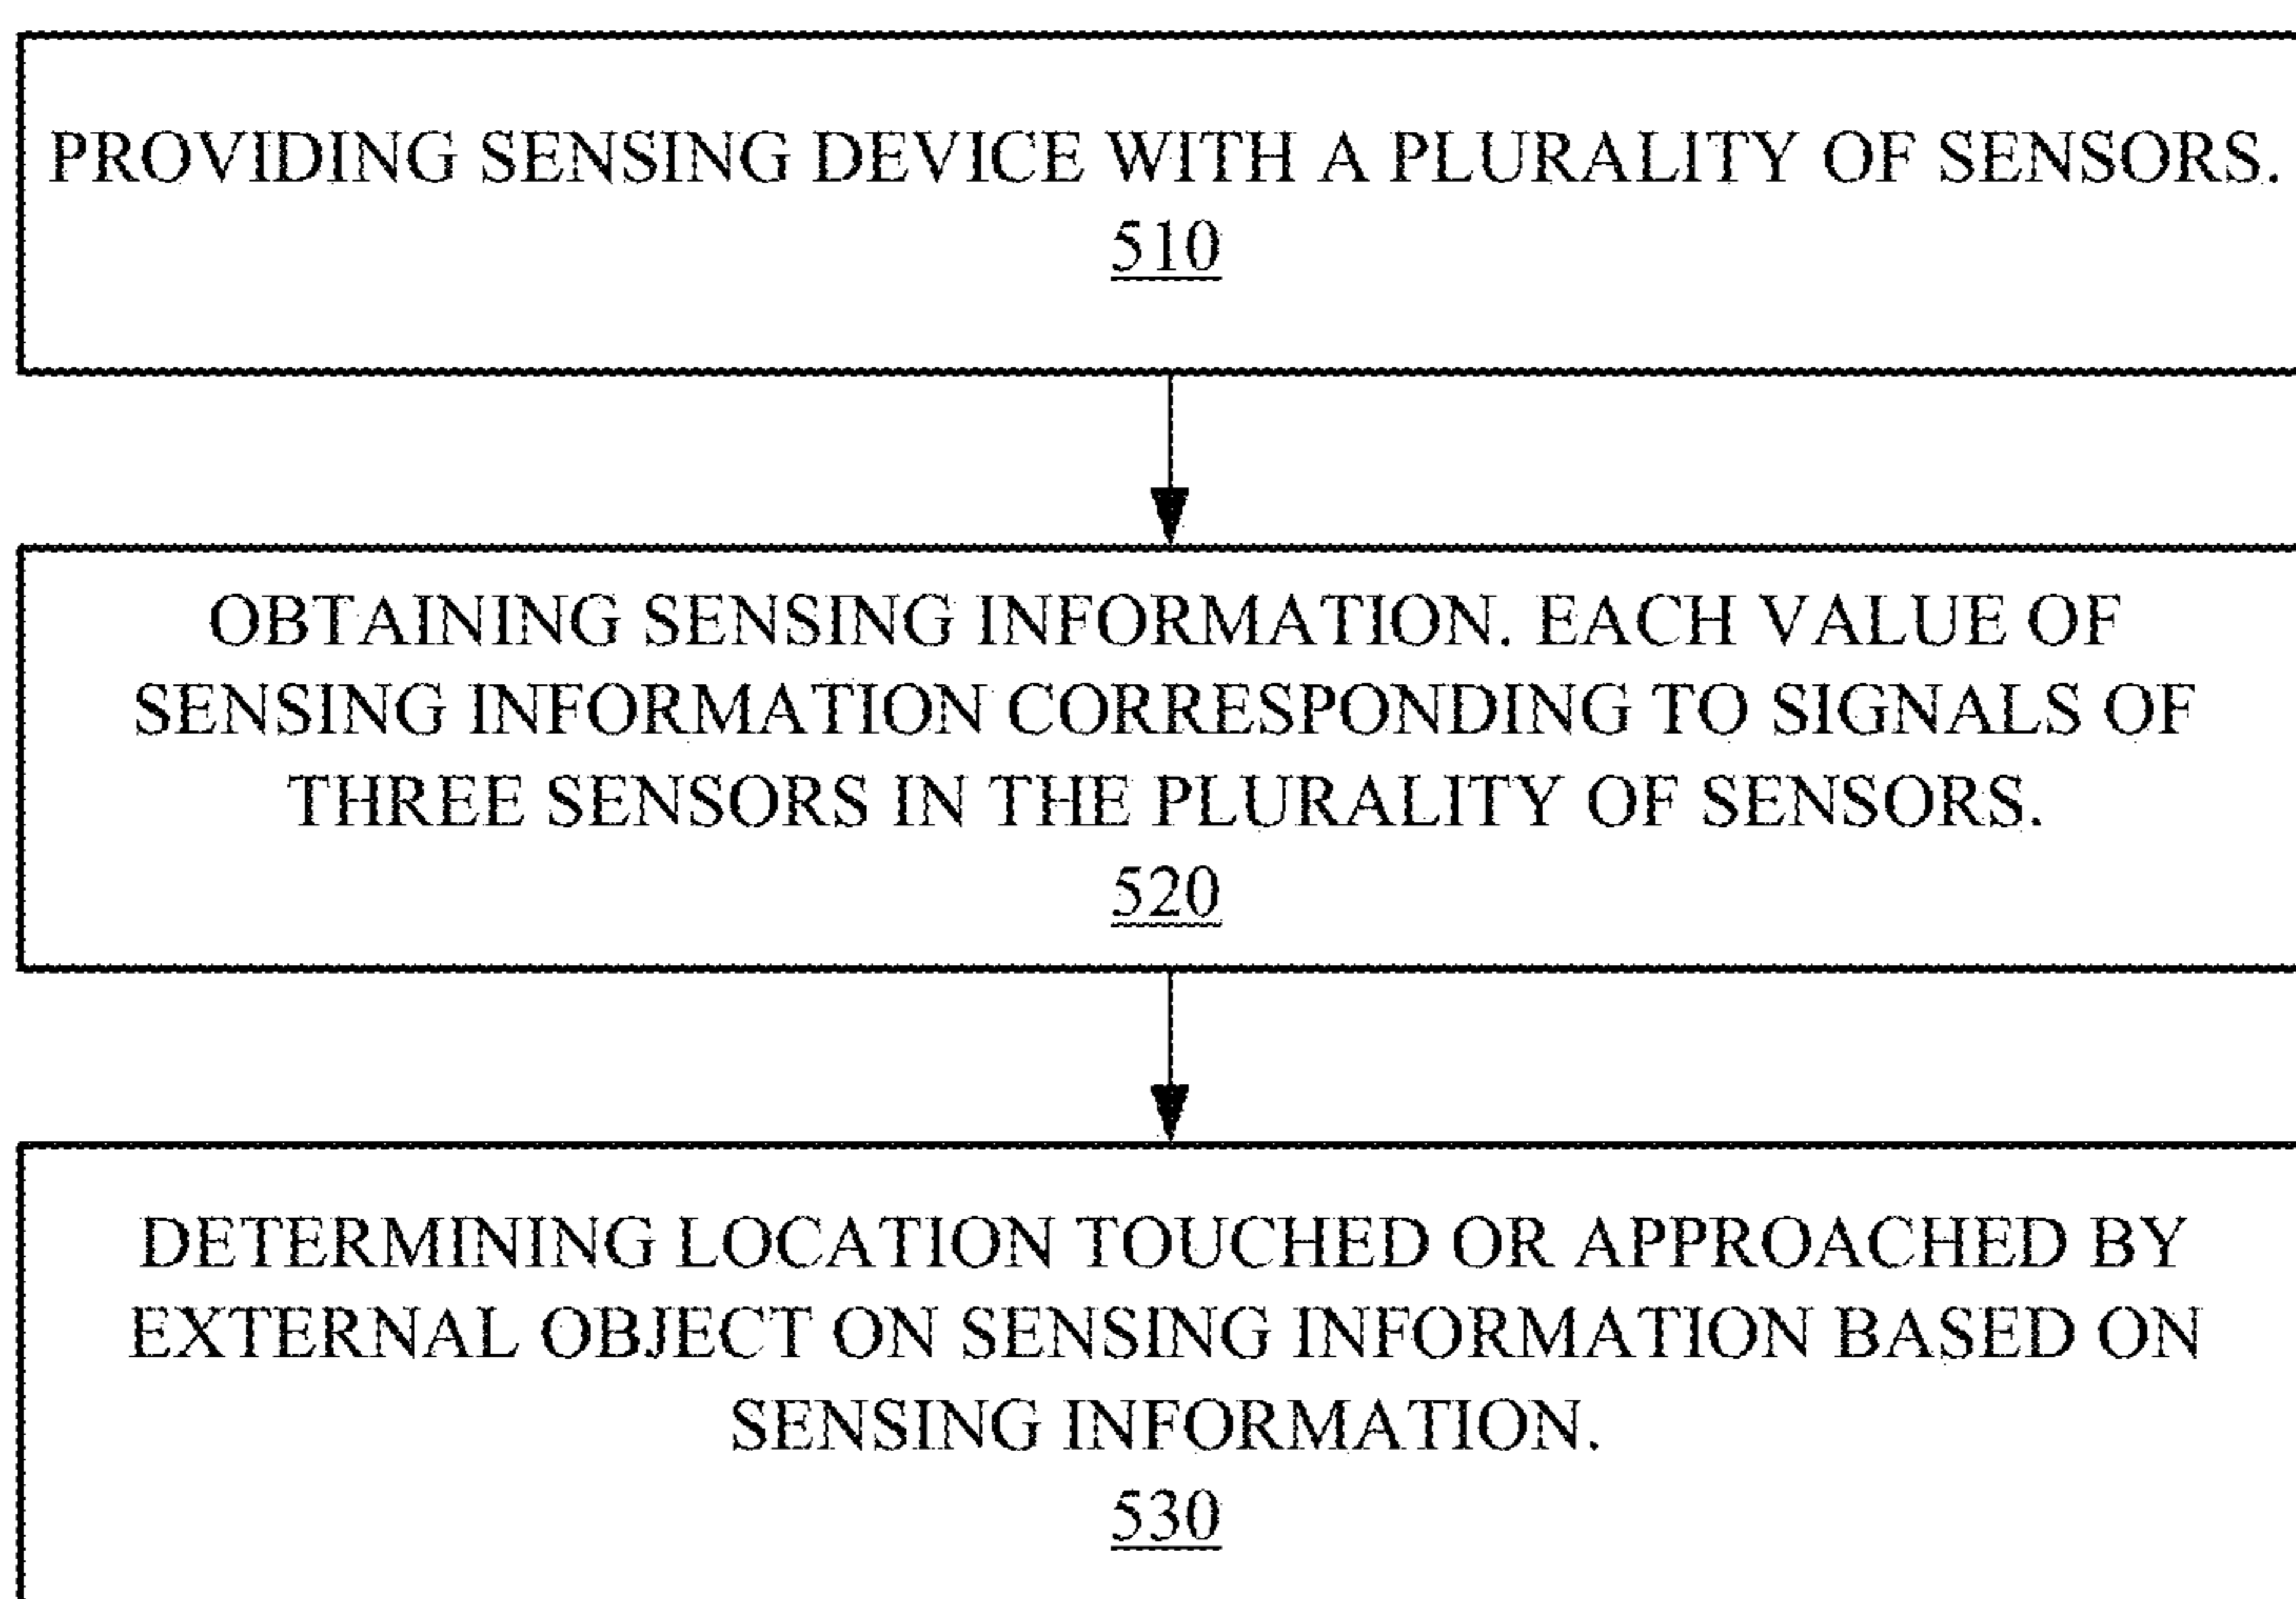 PROVIDING SENSING DEVICE WITH A PLURALITY OF SENSORS.
510
OBTAINING SENSING INFORMATION. EACH VALUE OF
SENSING INFORMATION CORRESPONDING TO SIGNALS OF
THREE SENSORS IN THE PLURALITY OF SENSORS.
520
DETERMINING LOCATION TOUCHED OR APPROACHED BY
EXTERNAL OBJECT ON SENSING INFORMATION BASED ON
SENSING INFORMATION.
530